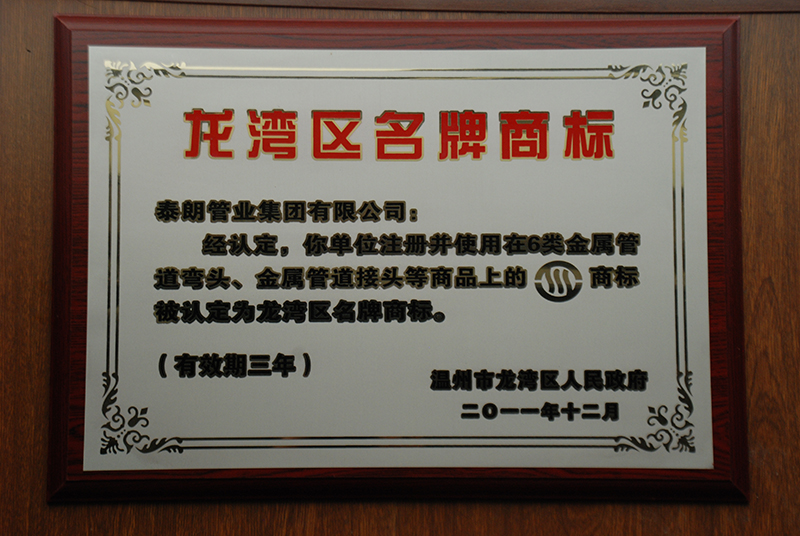 龙湾区名牌商标
泰朗管业集团有限公司：
经认定，你单位注册并使用在6类金属管
道弯头、金属管道接头等商品上的 商标
被认定为龙湾区名牌商标。
（有效期三年）
温州市龙湾区人民政府
二〇一一年十二月